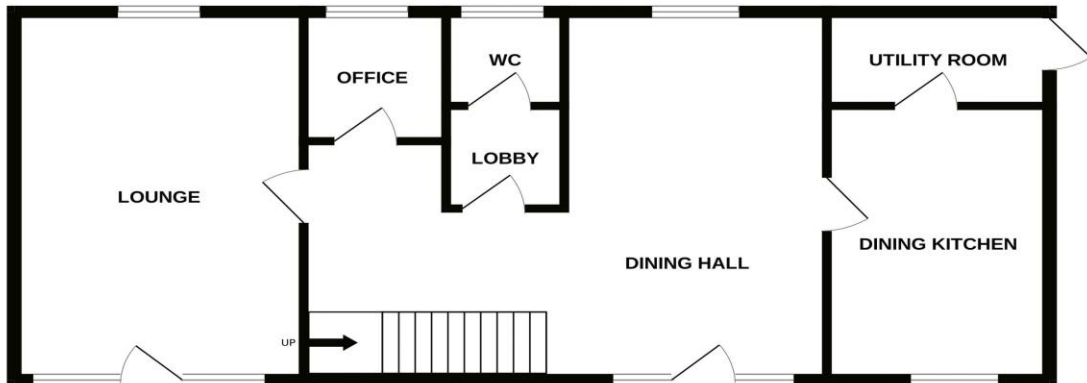 OFFICE
WC
UTILITY ROOM
LOBBY
LOUNGE
DINING HALL
DINING KITCHEN
UP